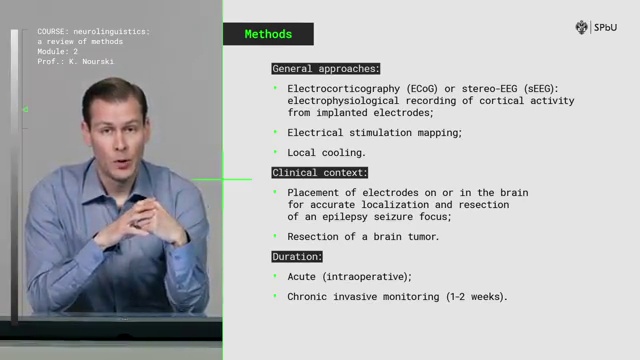 COURSE: neurolinguistics:
a review of methods
Module: 2
Prof.: K. Nourski
Methods
SPbU
General approaches:
Electrocorticography (ECoG) or stereo-EEG (sEEG):
electrophysiological recording of cortical activity
from implanted electrodes;
Electrical stimulation mapping;
Local cooling.
Clinical context:
Placement of electrodes on or in the brain
for accurate localization and resection
of an epilepsy seizure focus;
Resection of a brain tumor.
Duration:
Acute (intraoperative);
Chronic invasive monitoring (1-2 weeks).